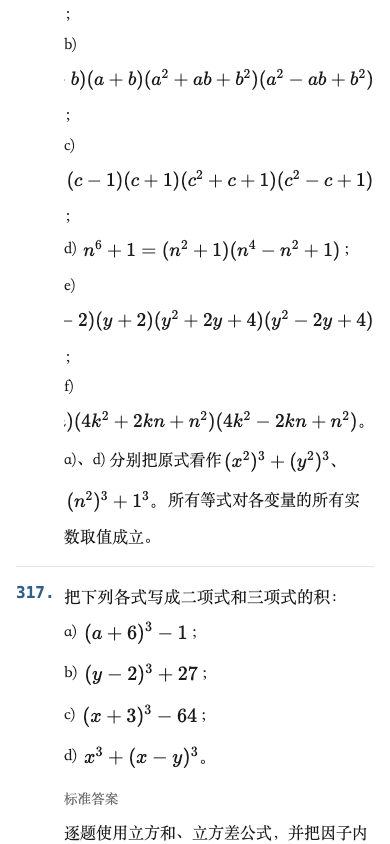 ;
b)
b)(a + b)(a² + ab + b²)(a² − ab + b²)
;
c)
(c − 1)(c + 1)(c² + c + 1)(c² − c + 1)
;
d) n⁶ + 1 = (n² + 1)(n⁴ − n² + 1) ;
e)
− 2)(y + 2)(y² + 2y + 4)(y² − 2y + 4)
;
f)
)(4k² + 2kn + n²)(4k² − 2kn + n²)。
a)、d) 分别把原式看作 (x²)³ + (y²)³、
(n²)³ + 1³。所有等式对各变量的所有实
数取值成立。
317. 把下列各式写成二项式和三项式的积：
a) (a + 6)³ − 1 ;
b) (y − 2)³ + 27 ;
c) (x + 3)³ − 64 ;
d) x³ + (x − y)³。
标准答案
逐题使用立方和、立方差公式，并把因子内